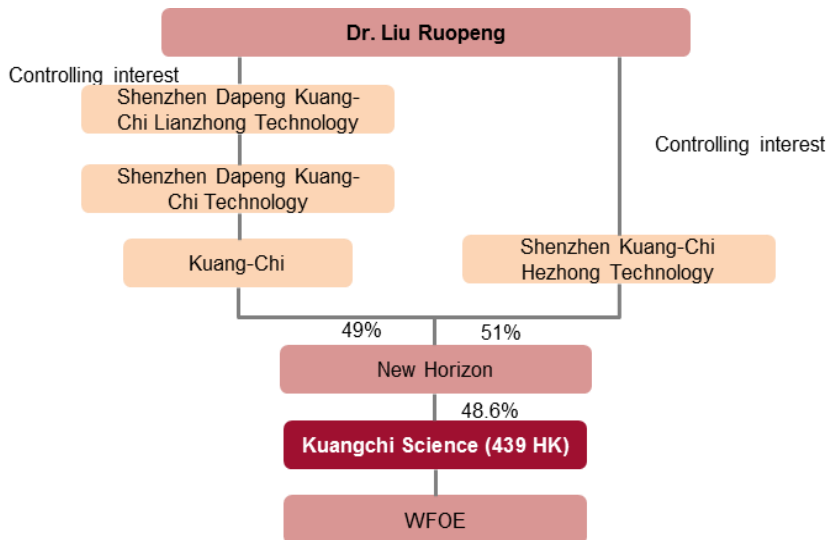 Dr. Liu Ruopeng
Controlling interest
Shenzhen Dapeng Kuang-
Chi Lianzhong Technology
Controlling interest
Shenzhen Dapeng Kuang-
Chi Technology
Kuang-Chi
Shenzhen Kuang-Chi
Hezhong Technology
49%
51%
New Horizon
48.6%
Kuangchi Science (439 HK)
WFOE